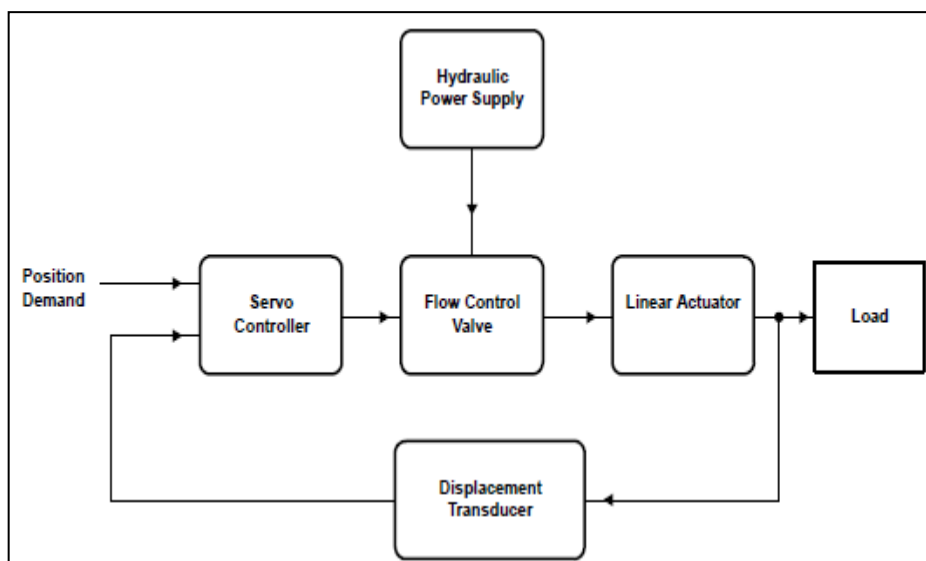 Hydraulic
Power Supply
Position
Demand
Servo
Controller
Flow Control
Valve
Linear Actuator
Load
Displacement
Transducer